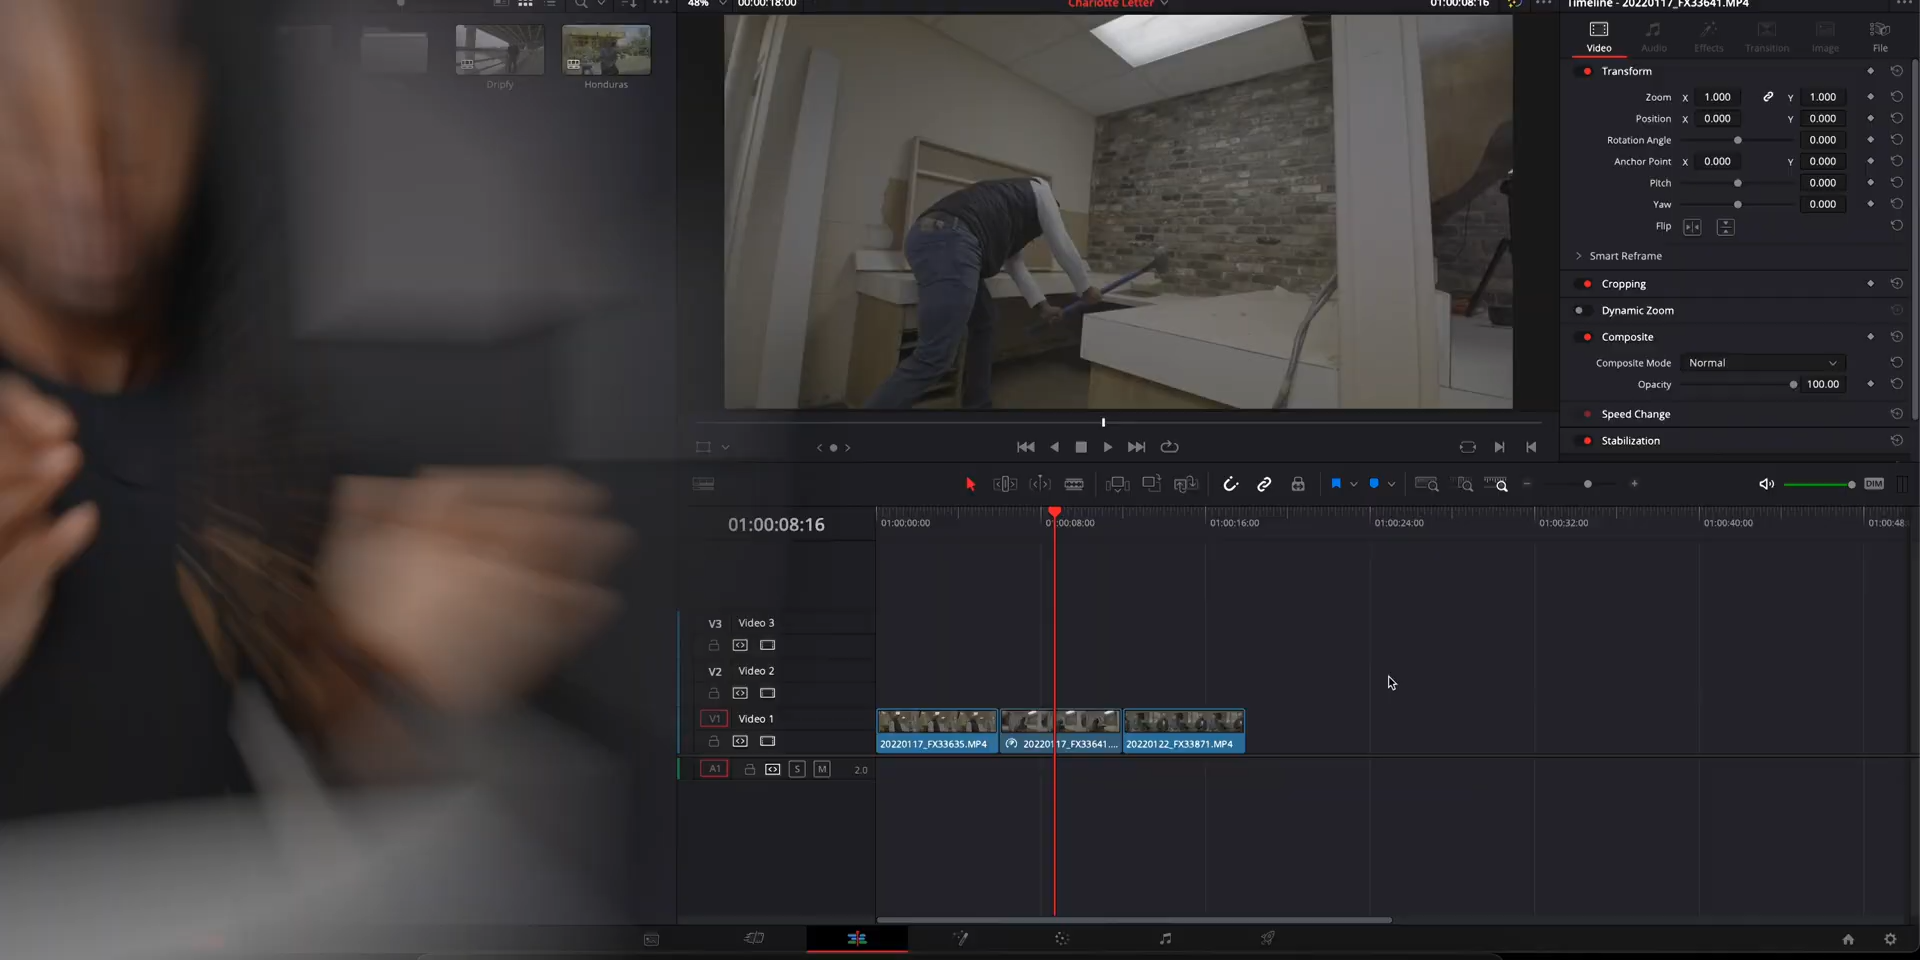 48%
00:00:18:00
Charlotte Letter
01:00:08:16
Timeline - 20220117_FX33641.MP4
Dripfy
Honduras
Video
Audio
Effects
Transition
Image
File
Transform
Zoom X 1.000 Y 1.000
Position X 0.000 Y 0.000
Rotation Angle 0.000
Anchor Point X 0.000 Y 0.000
Pitch 0.000
Yaw 0.000
Flip
Smart Reframe
Cropping
Dynamic Zoom
Composite
Composite Mode Normal
Opacity 100.00
Speed Change
Stabilization
DIM
01:00:08:16
01:00:00:00
01:00:08:00
01:00:16:00
01:00:24:00
01:00:32:00
01:00:40:00
01:00:48:
V3 Video 3
V2 Video 2
V1 Video 1
20220117_FX33635.MP4
20220117_FX33641....
20220122_FX33871.MP4
A1 S M 2.0